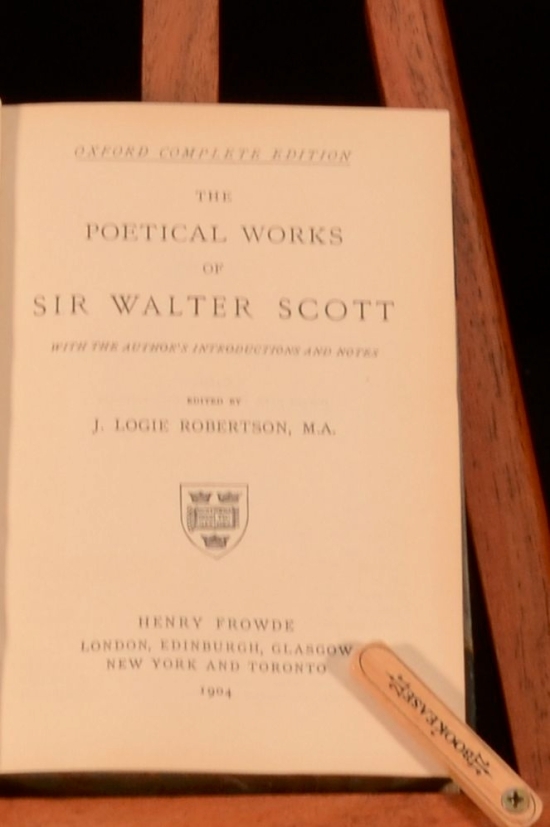 OXFORD COMPLETE EDITION
THE
POETICAL WORKS
OF
SIR WALTER SCOTT
WITH THE AUTHOR'S INTRODUCTIONS AND NOTES
EDITED BY
J. LOGIE ROBERTSON, M.A.
HENRY FROWDE
LONDON, EDINBURGH, GLASGOW
NEW YORK AND TORONTO
1904
BOOKEASEL